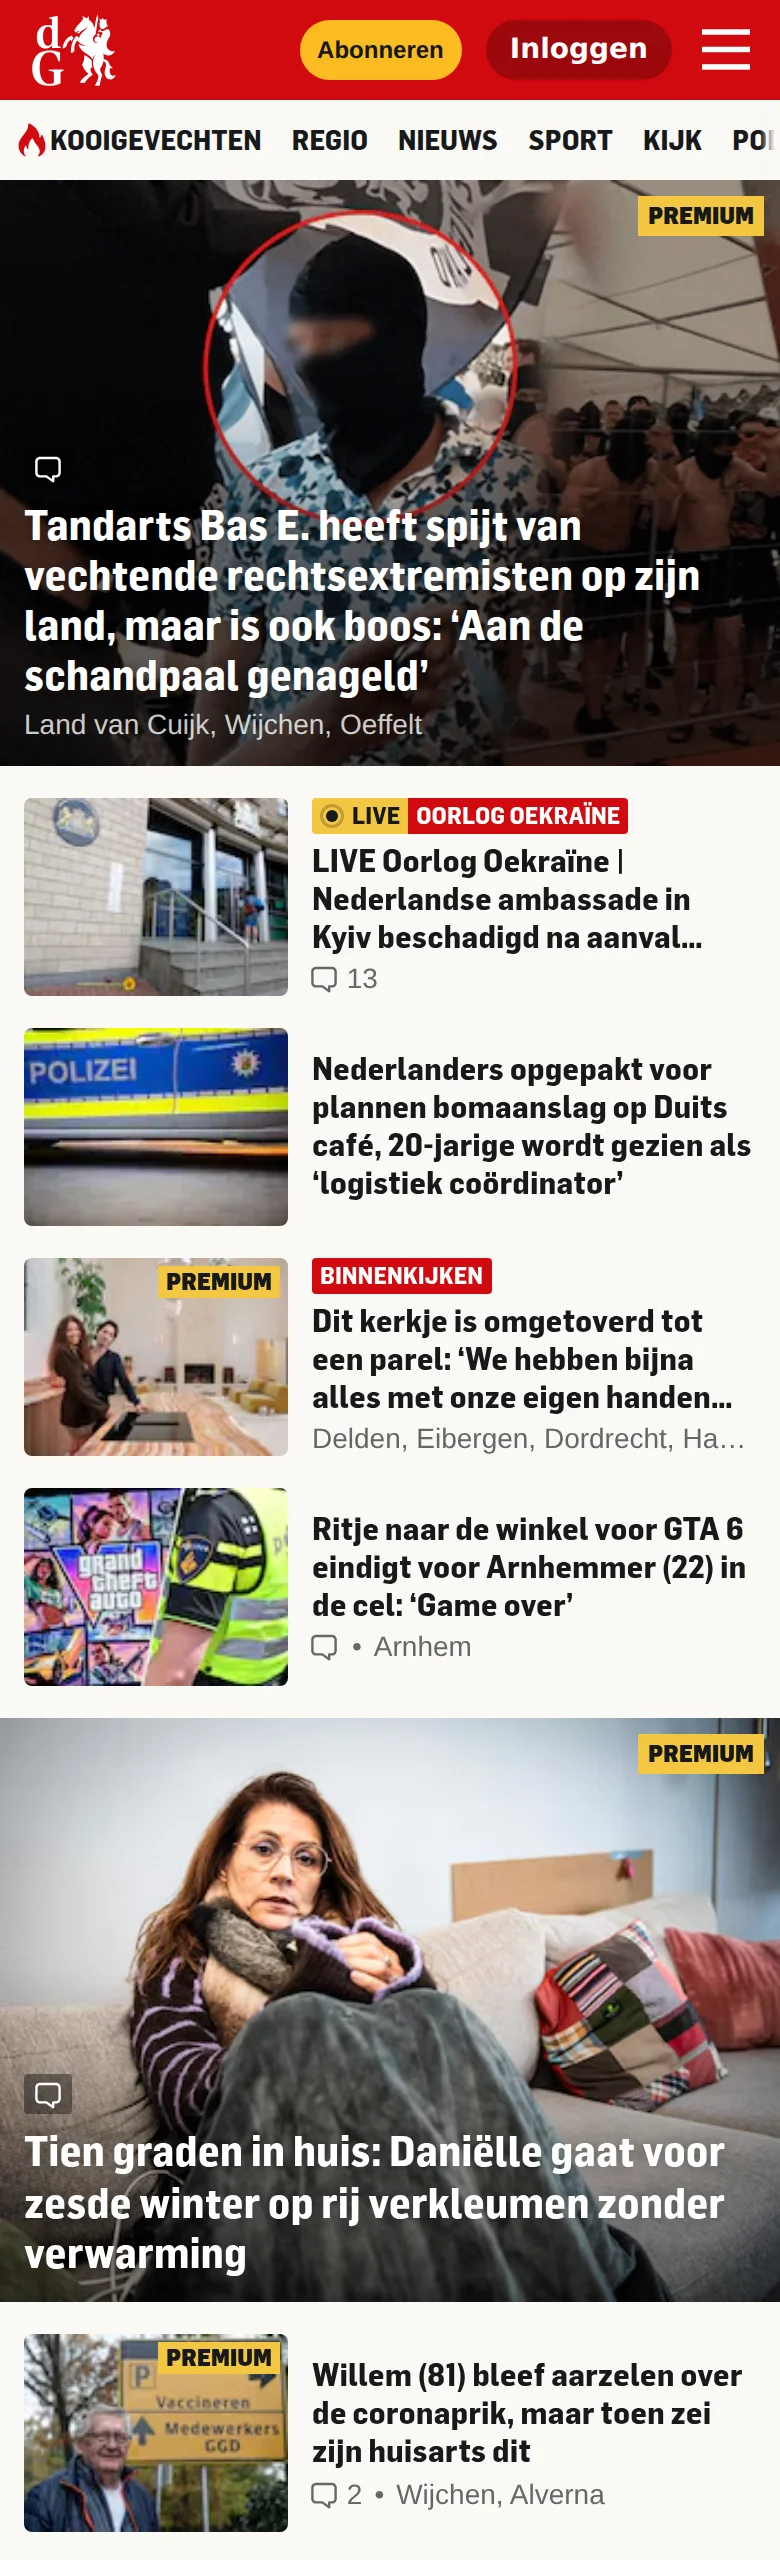 dG
Abonneren
Inloggen
KOOIGEVECHTEN REGIO NIEUWS SPORT KIJK
PREMIUM
Tandarts Bas E. heeft spijt van
vechtende rechtsextremisten op zijn
land, maar is ook boos: ‘Aan de
schandpaal genageld’
Land van Cuijk, Wijchen, Oeffelt
LIVE OORLOG OEKRAÏNE
LIVE Oorlog Oekraïne |
Nederlandse ambassade in
Kyiv beschadigd na aanval...
13
POLIZEI
Nederlanders opgepakt voor
plannen bomaanslag op Duits
café, 20-jarige wordt gezien als
‘logistiek coördinator’
PREMIUM
BINNENKIJKEN
Dit kerkje is omgetoverd tot
een parel: ‘We hebben bijna
alles met onze eigen handen...
Delden, Eibergen, Dordrecht, Ha...
grand
theft
auto
Ritje naar de winkel voor GTA 6
eindigt voor Arnhemmer (22) in
de cel: ‘Game over’
• Arnhem
PREMIUM
Tien graden in huis: Daniëlle gaat voor
zesde winter op rij verkleumen zonder
verwarming
PREMIUM
P
Vaccineren
Medewerkers
GGD
Willem (81) bleef aarzelen over
de coronaprik, maar toen zei
zijn huisarts dit
2 • Wijchen, Alverna